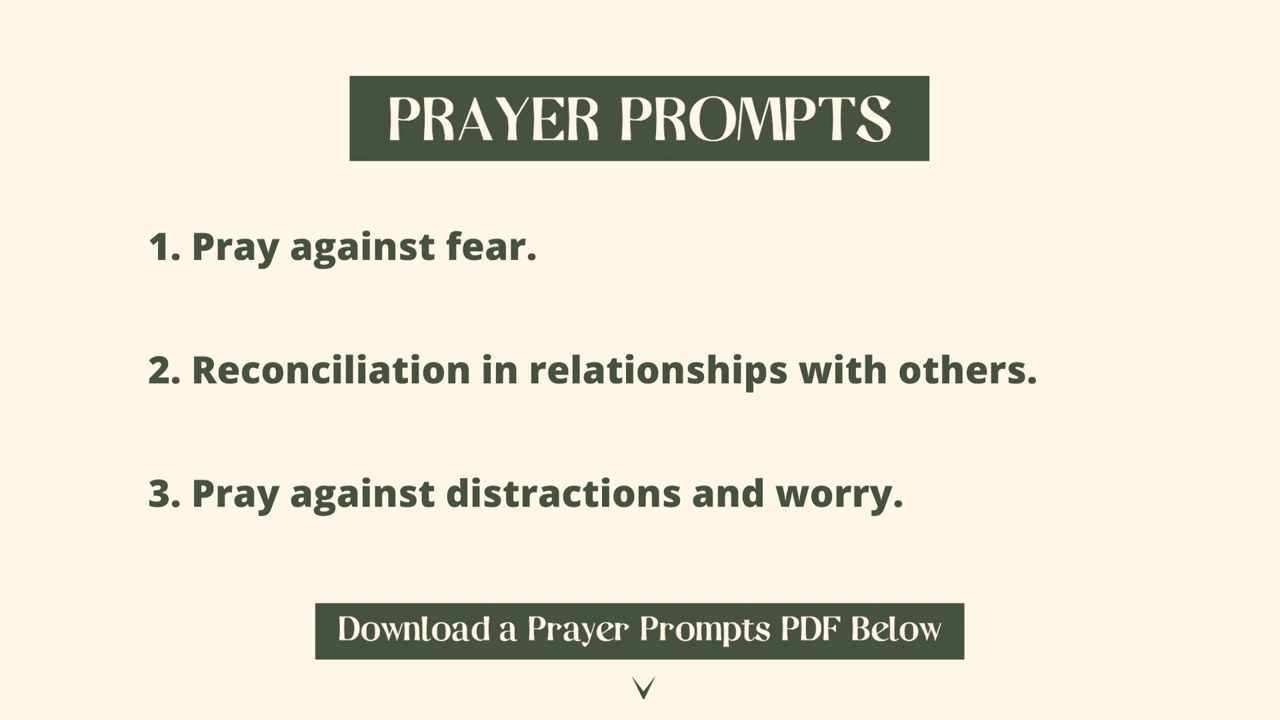 PRAYER PROMPTS
1. Pray against fear.
2. Reconciliation in relationships with others.
3. Pray against distractions and worry.
Download a Prayer Prompts PDF Below